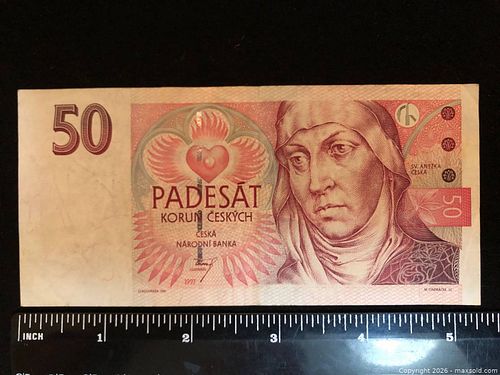 50
PADESÁT
KORUN ČESKÝCH
ČESKÁ
NÁRODNÍ BANKA
1997
SV. ANEŽKA
ČESKÁ
50
INCH
1 2 3 4 5
Copyright 2026 - maxsold.com